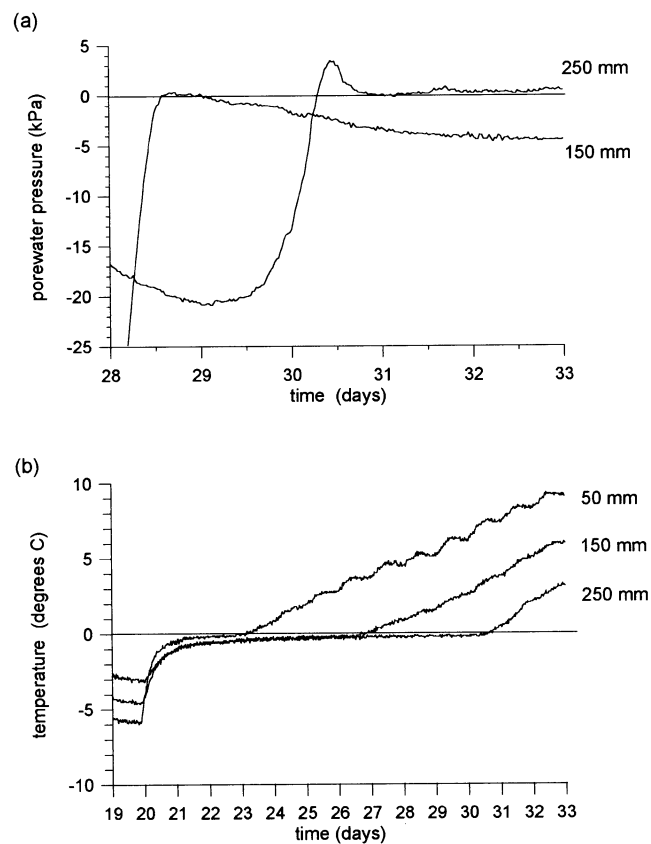 (a)
5
0
-5
-10
-15
-20
-25
porewater pressure (kPa)
250 mm
150 mm
28 29 30 31 32 33
time (days)
(b)
10
5
0
-5
-10
temperature (degrees C)
50 mm
150 mm
250 mm
19 20 21 22 23 24 25 26 27 28 29 30 31 32 33
time (days)